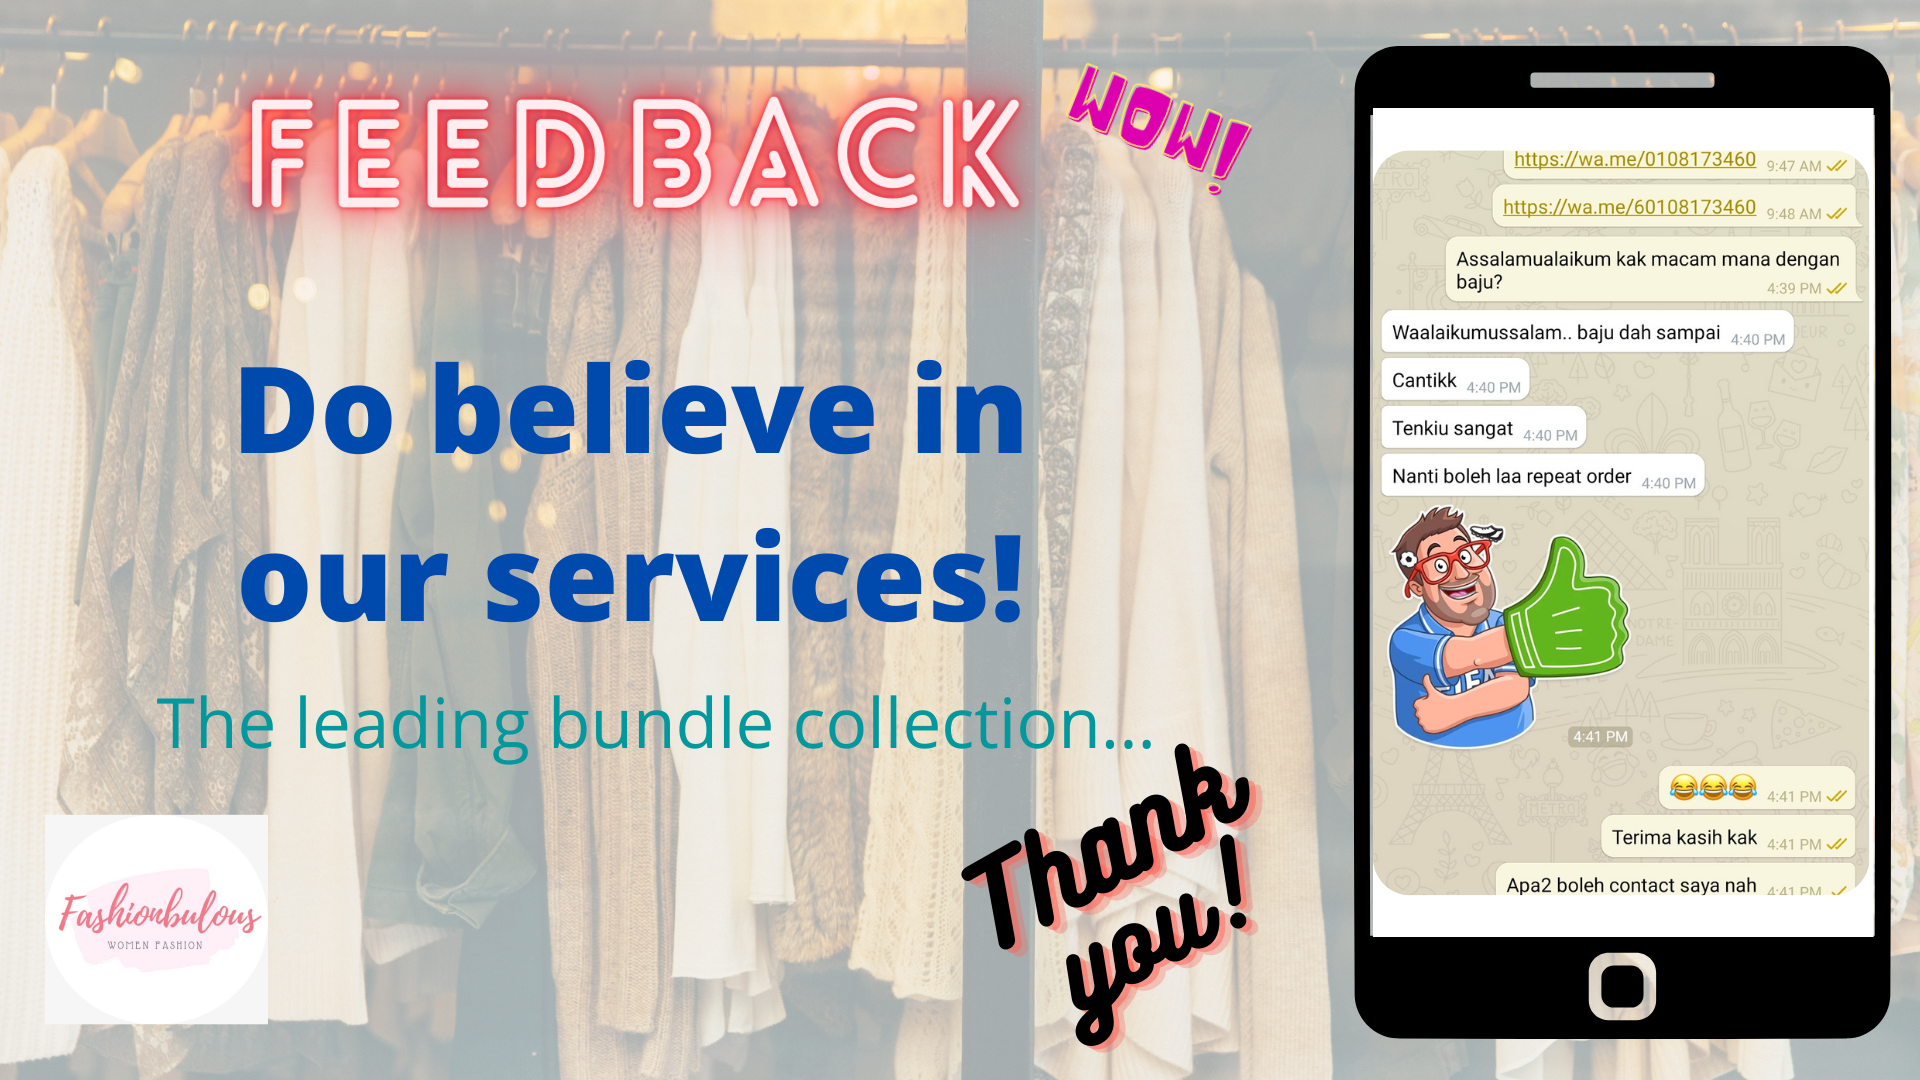 FEEDBACK
WOW!
Do believe in
our services!
The leading bundle collection...
Thank
you!
Fashionbulous
WOMEN FASHION
https://wa.me/0108173460 9:47 AM
https://wa.me/60108173460 9:48 AM
Assalamualaikum kak macam mana dengan
baju? 4:39 PM
Waalaikumussalam.. baju dah sampai 4:40 PM
Cantikk 4:40 PM
Tenkiu sangat 4:40 PM
Nanti boleh laa repeat order 4:40 PM
4:41 PM
😂😂😂 4:41 PM
Terima kasih kak 4:41 PM
Apa2 boleh contact saya nah 4:41 PM